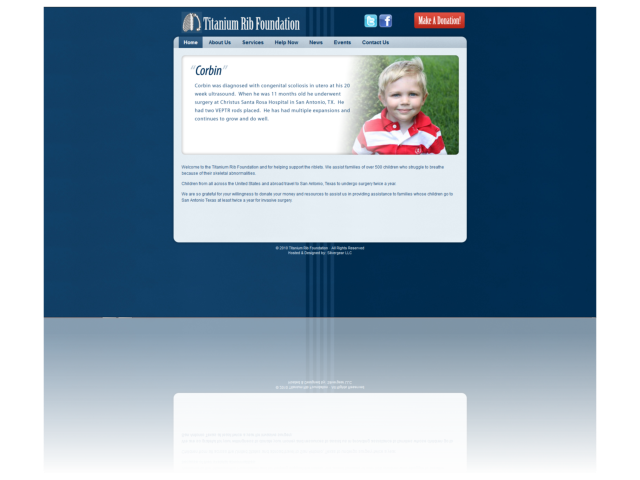 Titanium Rib Foundation
Make A Donation!
Home About Us Services Help Now News Events Contact Us
"Corbin"
Corbin was diagnosed with congenital scoliosis in utero at his 20
week ultrasound. When he was 11 months old he underwent
surgery at Christus Santa Rosa Hospital in San Antonio, TX. He
had two VEPTR rods placed. He has had multiple expansions and
continues to grow and do well.
Welcome to the Titanium Rib Foundation and for helping support the ribkids. We assist families of over 500 children who struggle to breathe
because of their skeletal abnormalities.
Children from all across the United States and abroad travel to San Antonio, Texas to undergo surgery twice a year.
We are so grateful for your willingness to donate your money and resources to assist us in providing assistance to families whose children go to
San Antonio Texas at least twice a year for invasive surgery.
© 2010 Titanium Rib Foundation All Rights Reserved
Hosted & Designed by: Silvergear LLC